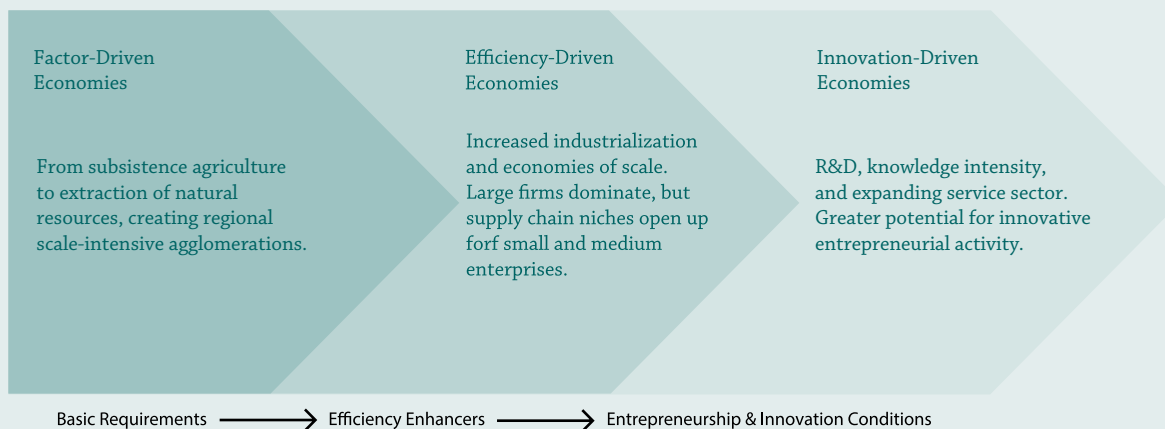 Factor-Driven
Economies
From subsistence agriculture
to extraction of natural
resources, creating regional
scale-intensive agglomerations.
Efficiency-Driven
Economies
Increased industrialization
and economies of scale.
Large firms dominate, but
supply chain niches open up
forf small and medium
enterprises.
Innovation-Driven
Economies
R&D, knowledge intensity,
and expanding service sector.
Greater potential for innovative
entrepreneurial activity.
Basic Requirements → Efficiency Enhancers → Entrepreneurship & Innovation Conditions